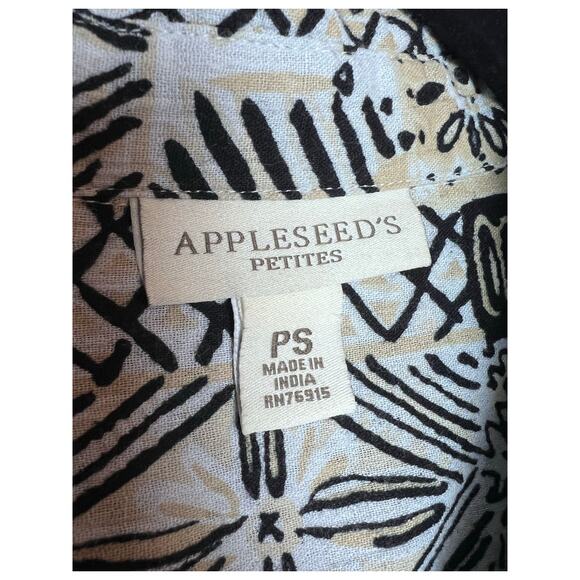 APPLESEED'S
PETITES
PS
MADE IN
INDIA
RN76915